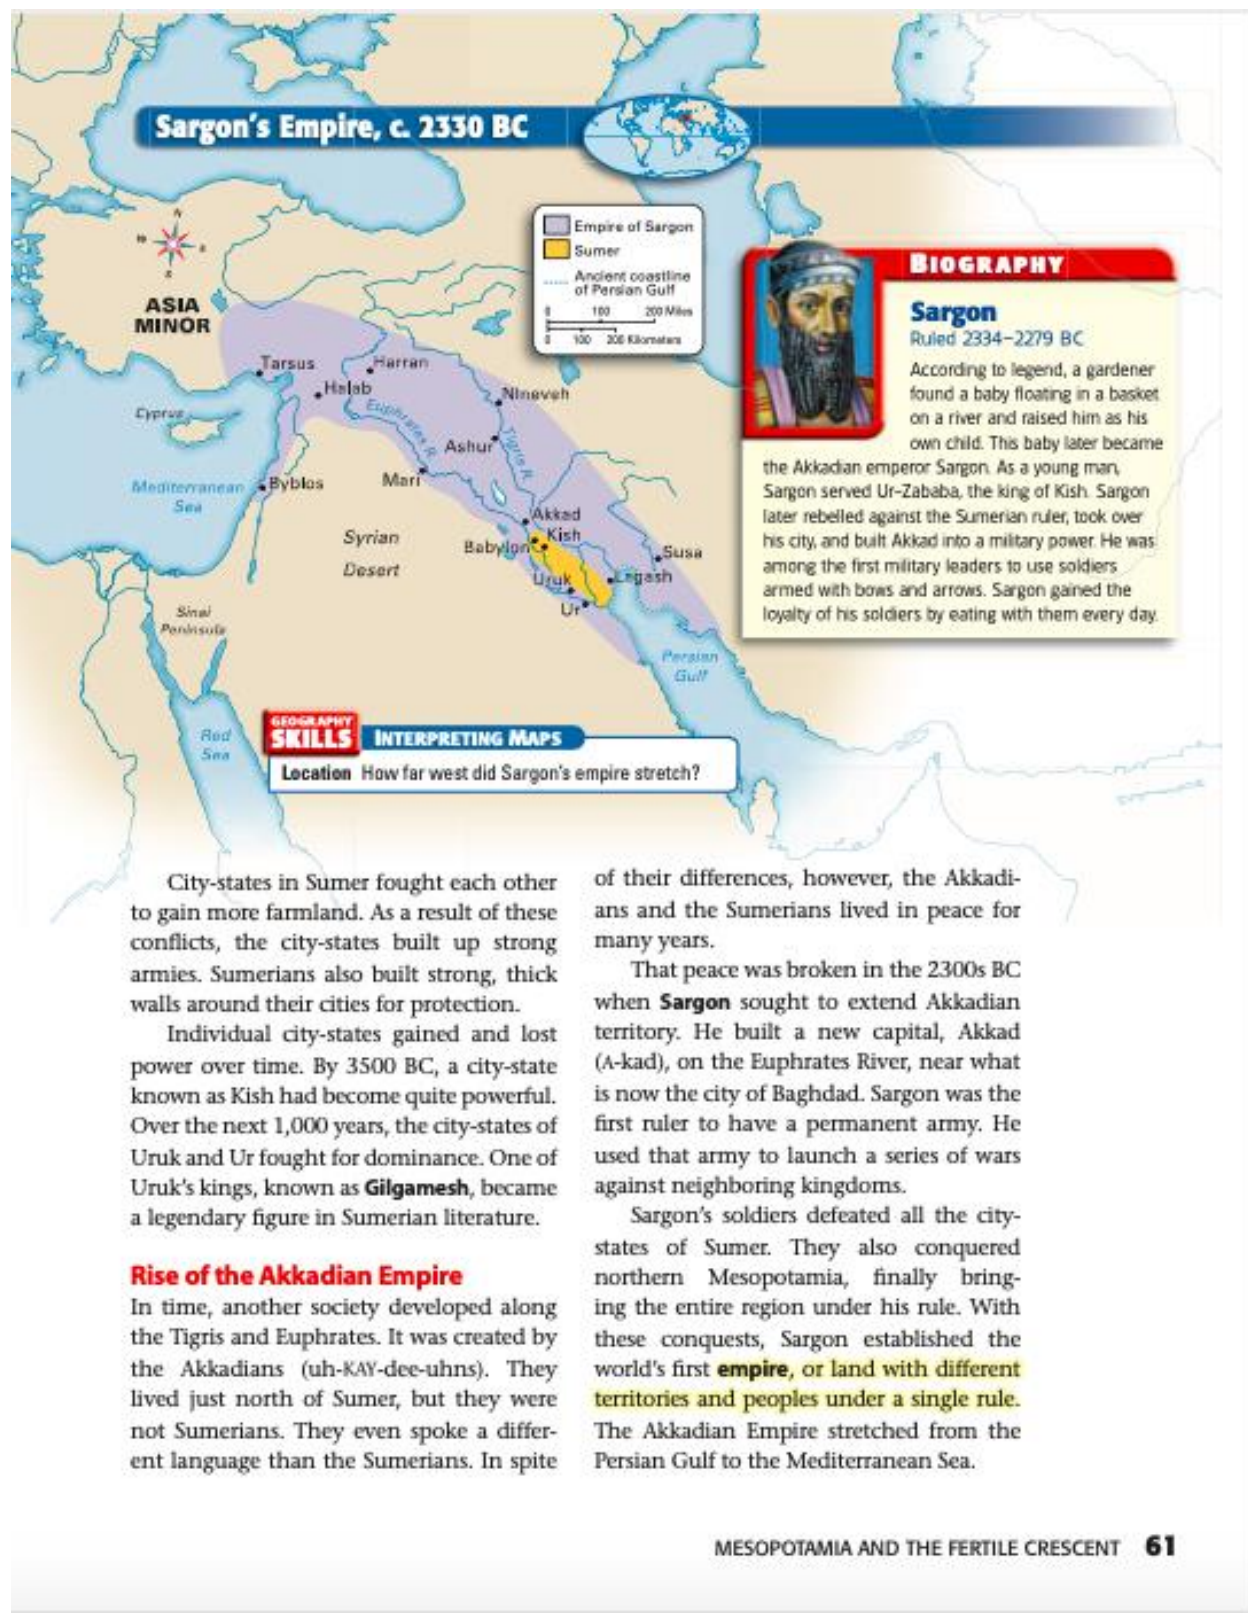 Sargon's Empire, c. 2330 BC
N
W
S
Empire of Sargon
Sumer
Ancient coastline
of Persian Gulf
0 100 200 Miles
0 100 200 Kilometers
ASIA
MINOR
Tarsus
Harran
Halab
Nineveh
Cyprus
Euphrates R.
Tigris R.
Ashur
Mediterranean
Sea
Byblos
Mari
Akkad
Kish
Syrian
Desert
Babylon
Susa
Uruk
Lagash
Ur
Sinai
Peninsula
Persian
Gulf
Red
Sea
BIOGRAPHY
Sargon
Ruled 2334–2279 BC
According to legend, a gardener
found a baby floating in a basket
on a river and raised him as his
own child. This baby later became
the Akkadian emperor Sargon. As a young man,
Sargon served Ur-Zababa, the king of Kish. Sargon
later rebelled against the Sumerian ruler, took over
his city, and built Akkad into a military power. He was
among the first military leaders to use soldiers
armed with bows and arrows. Sargon gained the
loyalty of his soldiers by eating with them every day.
GEOGRAPHY
SKILLS INTERPRETING MAPS
Location How far west did Sargon's empire stretch?
City-states in Sumer fought each other
to gain more farmland. As a result of these
conflicts, the city-states built up strong
armies. Sumerians also built strong, thick
walls around their cities for protection.
Individual city-states gained and lost
power over time. By 3500 BC, a city-state
known as Kish had become quite powerful.
Over the next 1,000 years, the city-states of
Uruk and Ur fought for dominance. One of
Uruk's kings, known as Gilgamesh, became
a legendary figure in Sumerian literature.
Rise of the Akkadian Empire
In time, another society developed along
the Tigris and Euphrates. It was created by
the Akkadians (uh-KAY-dee-uhns). They
lived just north of Sumer, but they were
not Sumerians. They even spoke a differ-
ent language than the Sumerians. In spite
of their differences, however, the Akkadi-
ans and the Sumerians lived in peace for
many years.
That peace was broken in the 2300s BC
when Sargon sought to extend Akkadian
territory. He built a new capital, Akkad
(A-kad), on the Euphrates River, near what
is now the city of Baghdad. Sargon was the
first ruler to have a permanent army. He
used that army to launch a series of wars
against neighboring kingdoms.
Sargon's soldiers defeated all the city-
states of Sumer. They also conquered
northern Mesopotamia, finally bring-
ing the entire region under his rule. With
these conquests, Sargon established the
world's first empire, or land with different
territories and peoples under a single rule.
The Akkadian Empire stretched from the
Persian Gulf to the Mediterranean Sea.
MESOPOTAMIA AND THE FERTILE CRESCENT 61